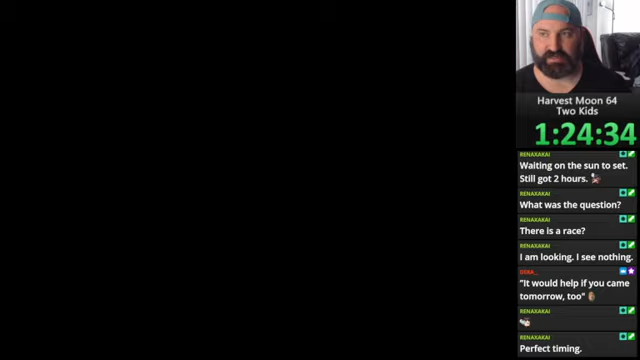 Harvest Moon 64
Two Kids
1:24:34
RENAXAKAI
Waiting on the sun to set.
Still got 2 hours.
RENAXAKAI
What was the question?
RENAXAKAI
There is a race?
RENAXAKAI
I am looking. I see nothing.
"It would help if you came
tomorrow, too"
RENAXAKAI
RENAXAKAI
Perfect timing.